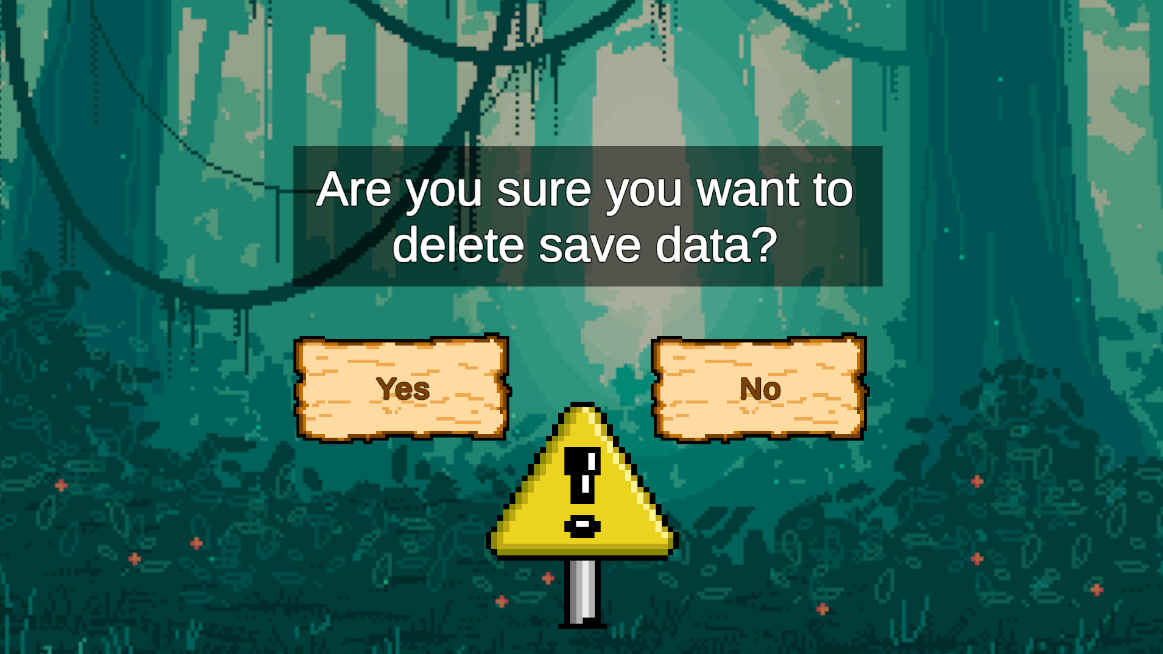 Are you sure you want to
delete save data?
Yes
No